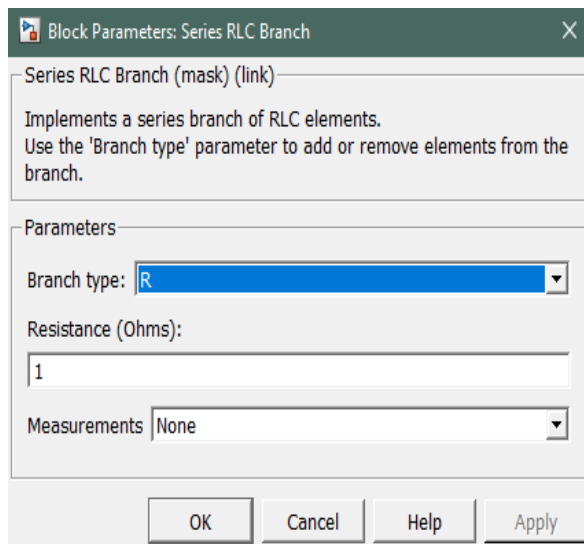 Block Parameters: Series RLC Branch
Series RLC Branch (mask) (link)
Implements a series branch of RLC elements.
Use the 'Branch type' parameter to add or remove elements from the
branch.
Parameters
Branch type: R
Resistance (Ohms):
1
Measurements None
OK Cancel Help Apply